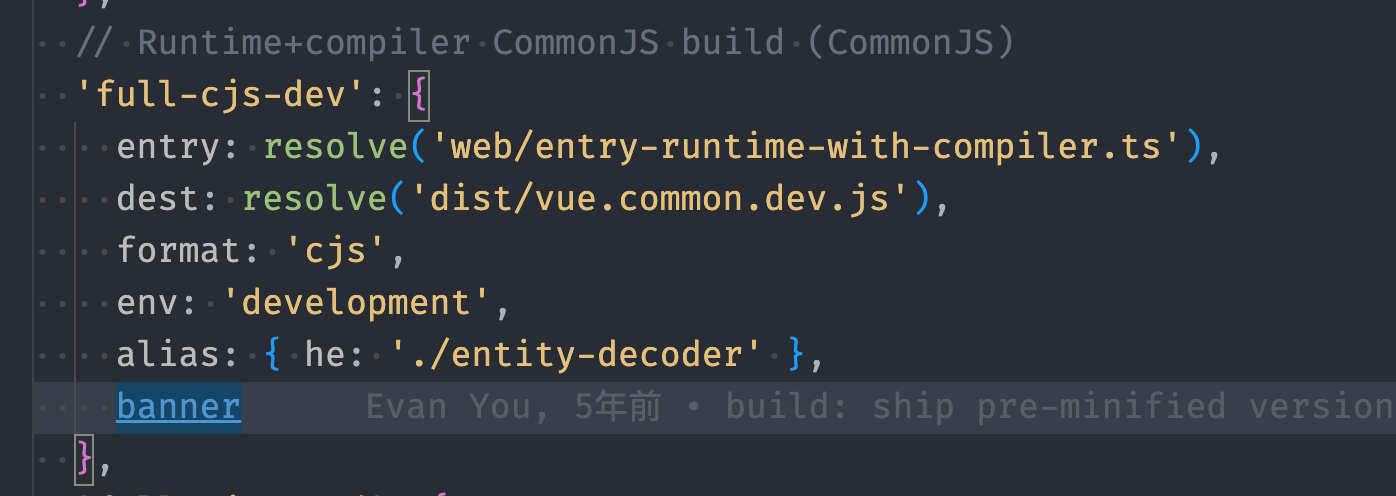 },
// Runtime+compiler CommonJS build (CommonJS)
'full-cjs-dev': {
entry: resolve('web/entry-runtime-with-compiler.ts'),
dest: resolve('dist/vue.common.dev.js'),
format: 'cjs',
env: 'development',
alias: { he: './entity-decoder' },
banner Evan You, 5年前 • build: ship pre-minified version
},